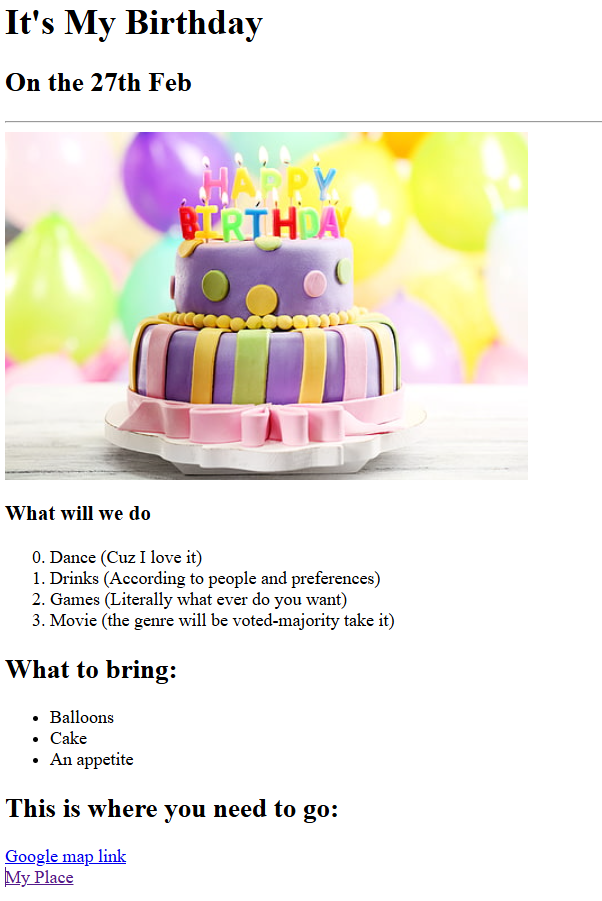 It's My Birthday
On the 27th Feb
HAPPY
BIRTHDAY
What will we do
0. Dance (Cuz I love it)
1. Drinks (According to people and preferences)
2. Games (Literally what ever do you want)
3. Movie (the genre will be voted-majority take it)
What to bring:
• Balloons
• Cake
• An appetite
This is where you need to go:
Google map link
My Place